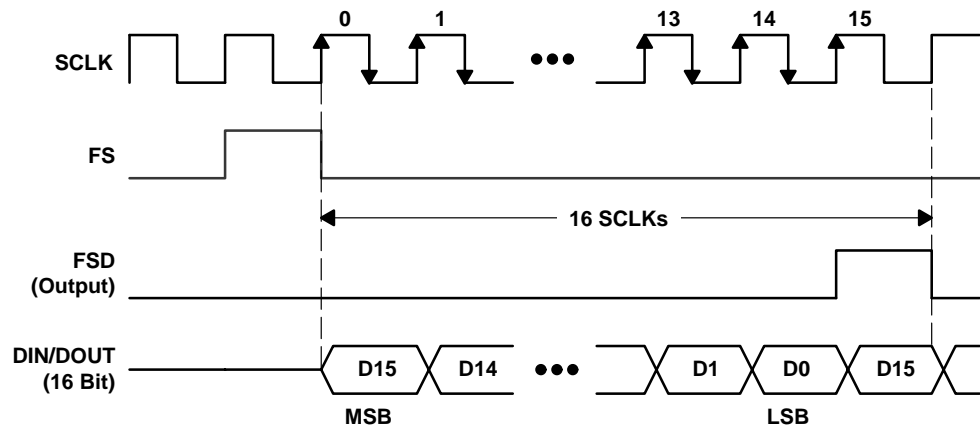 0 1 13 14 15
SCLK
FS
16 SCLKs
FSD
(Output)
DIN/DOUT
(16 Bit)
D15 D14 D1 D0 D15
MSB LSB